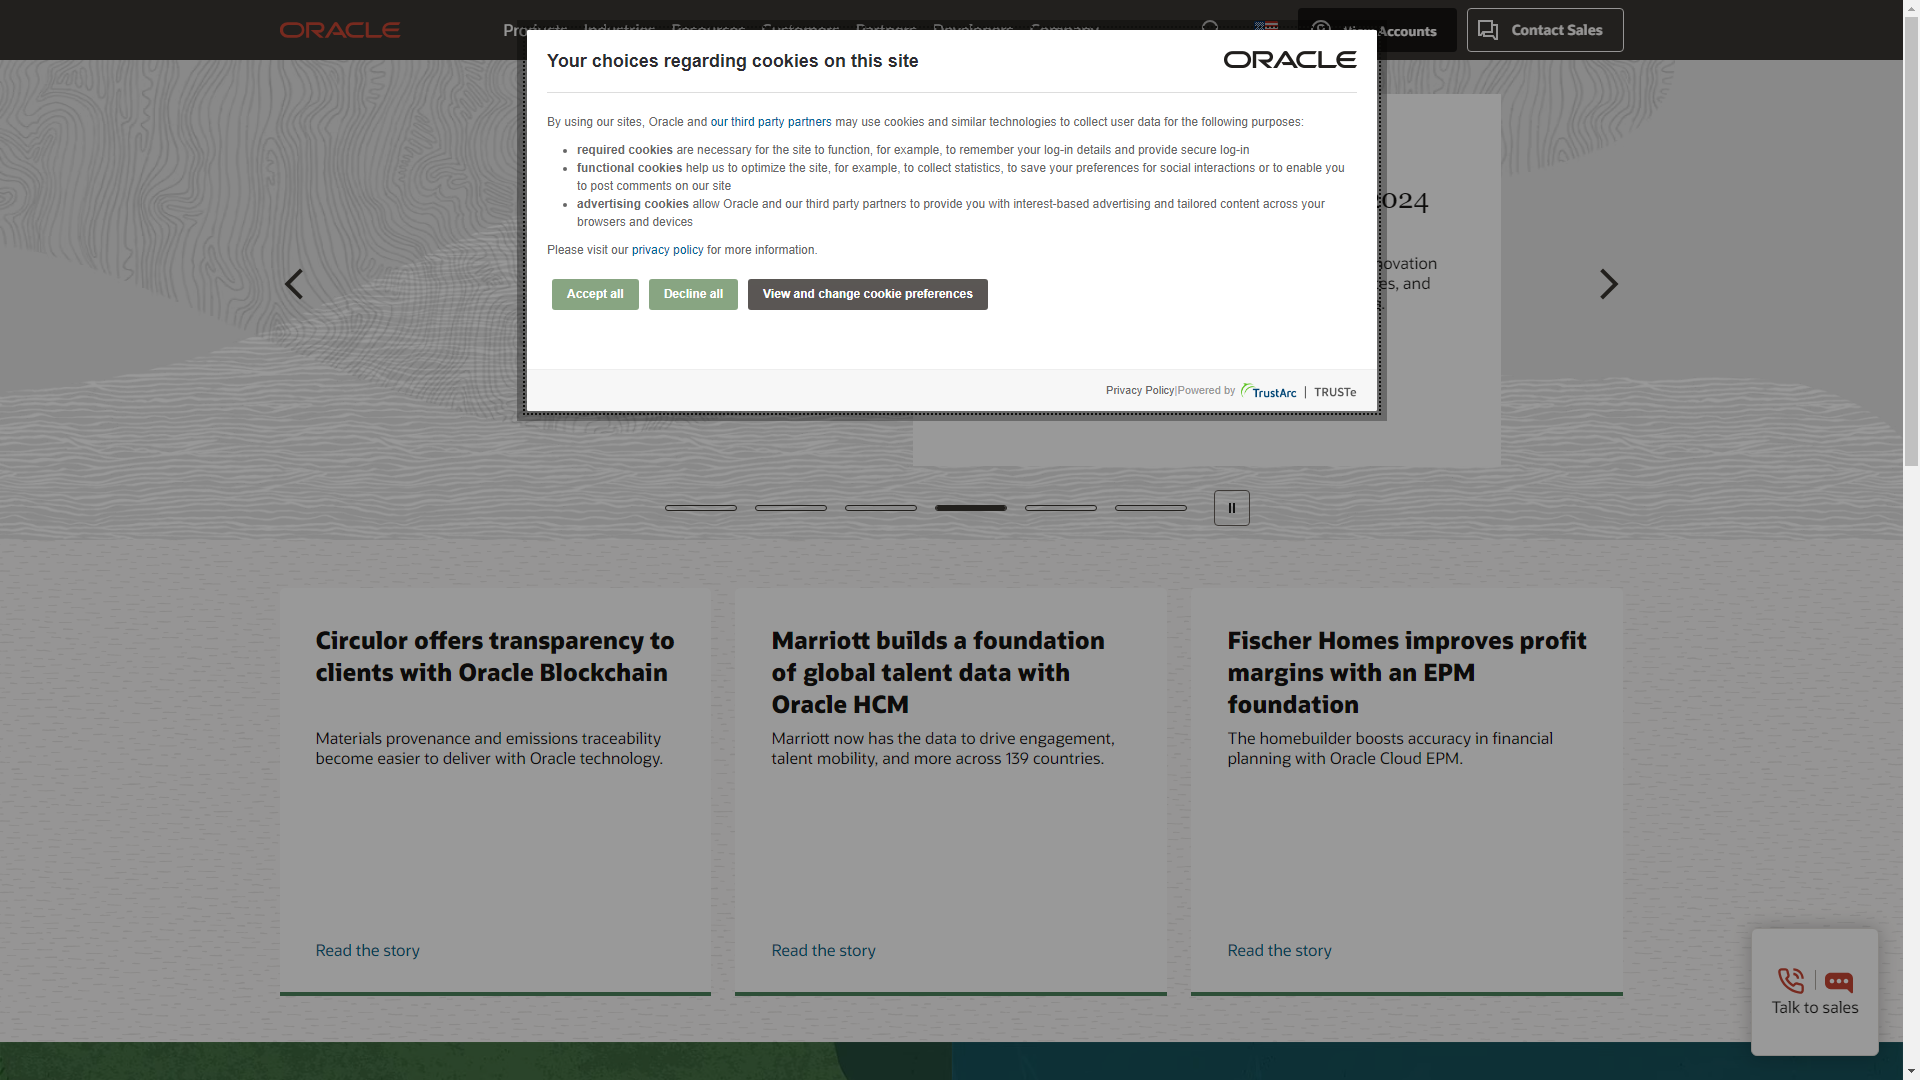 ORACLE
Products Industries Resources Customers Partners Developers Company
View Accounts
Contact Sales
Your choices regarding cookies on this site
ORACLE
By using our sites, Oracle and our third party partners may use cookies and similar technologies to collect user data for the following purposes:
required cookies are necessary for the site to function, for example, to remember your log-in details and provide secure log-in
functional cookies help us to optimize the site, for example, to collect statistics, to save your preferences for social interactions or to enable you
to post comments on our site
advertising cookies allow Oracle and our third party partners to provide you with interest-based advertising and tailored content across your
browsers and devices
Please visit our privacy policy for more information.
Accept all
Decline all
View and change cookie preferences
Privacy Policy|Powered by TrustArc | TRUSTe
and
Circulor offers transparency to
clients with Oracle Blockchain
Materials provenance and emissions traceability
become easier to deliver with Oracle technology.
Read the story
Marriott builds a foundation
of global talent data with
Oracle HCM
Marriott now has the data to drive engagement,
talent mobility, and more across 139 countries.
Read the story
Fischer Homes improves profit
margins with an EPM
foundation
The homebuilder boosts accuracy in financial
planning with Oracle Cloud EPM.
Read the story
Talk to sales